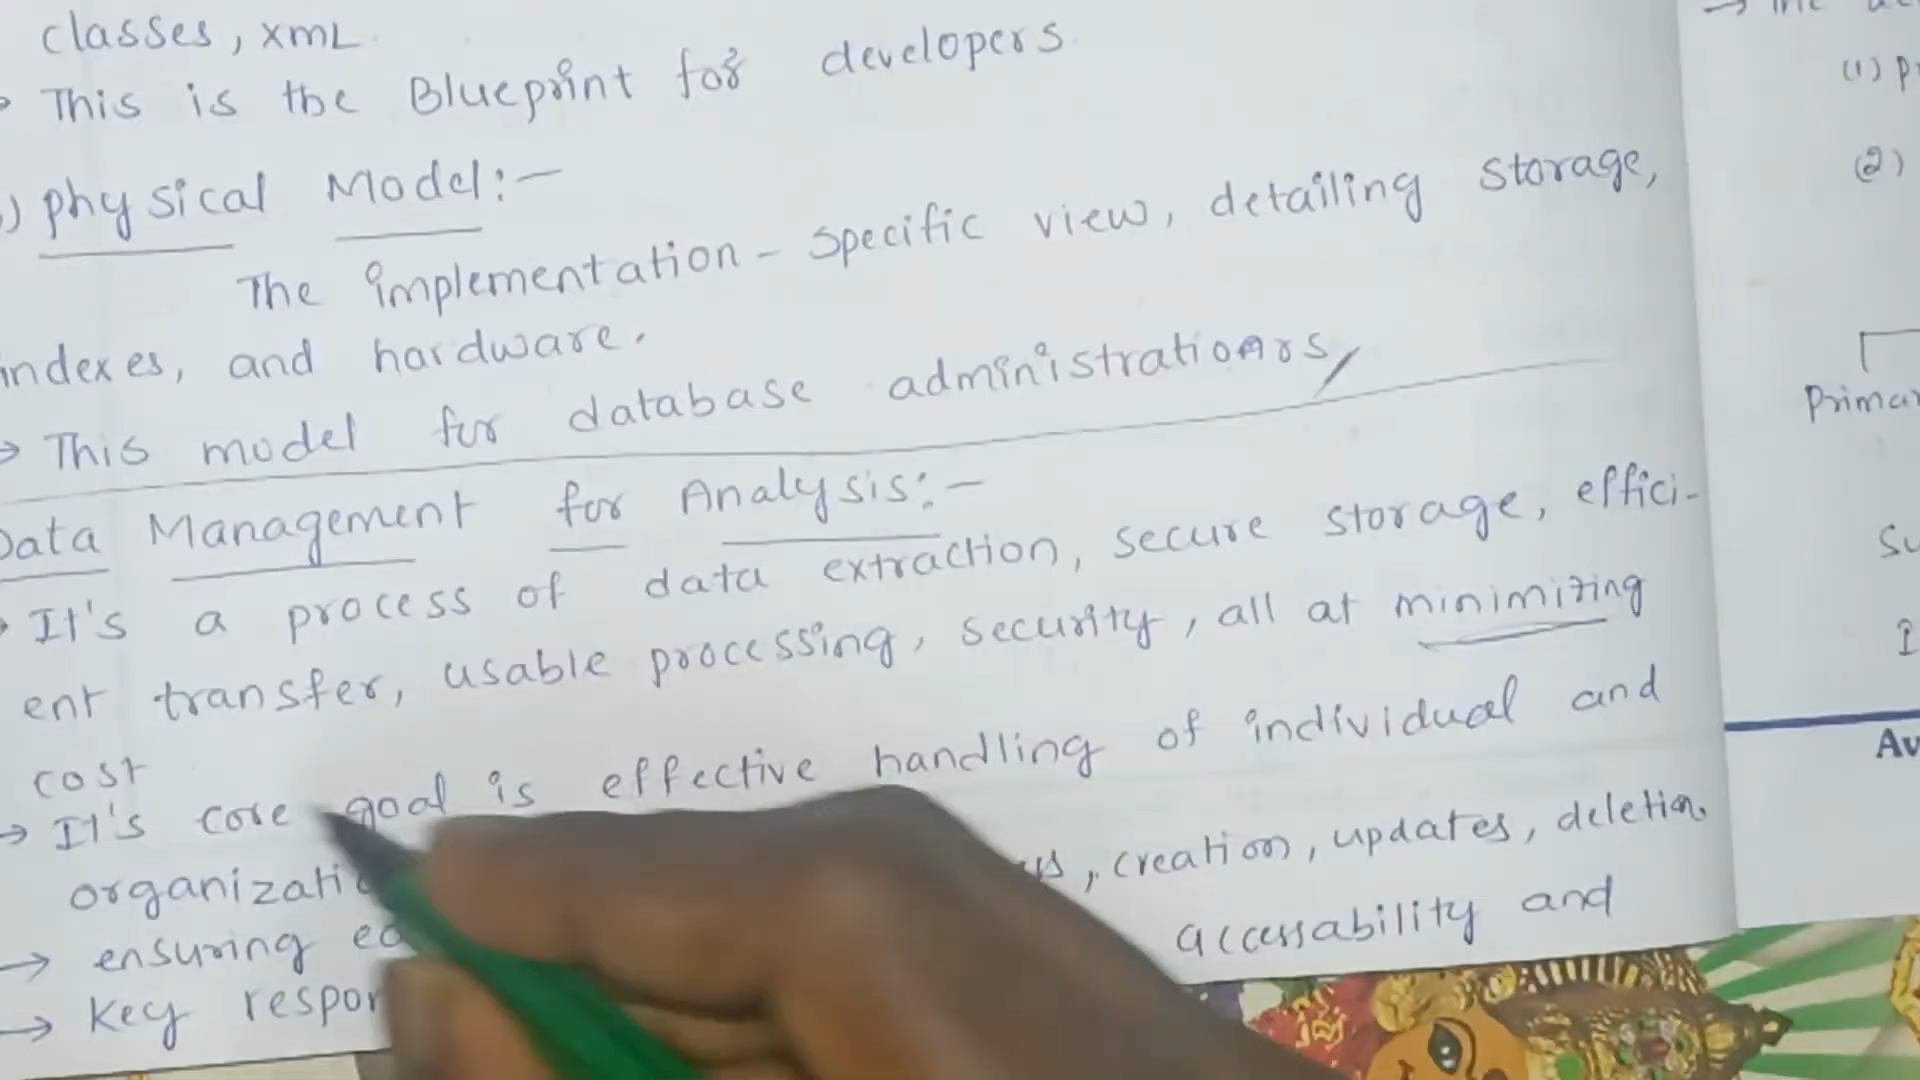 classes, XML
This is the Blueprint for developers
) physical Model:-
The implementation - specific view, detailing storage,
indexes, and hardware.
→ This model for database administrators
Data Management for Analysis:-
→ It's a process of data extraction, secure storage, effici-
ent transfer, usable processing, security, all at minimizing
cost
→ It's core goal is effective handling of individual and
, creation, updates, deletion
→ ensuring
accessability and
→ Key
(1)
(2)